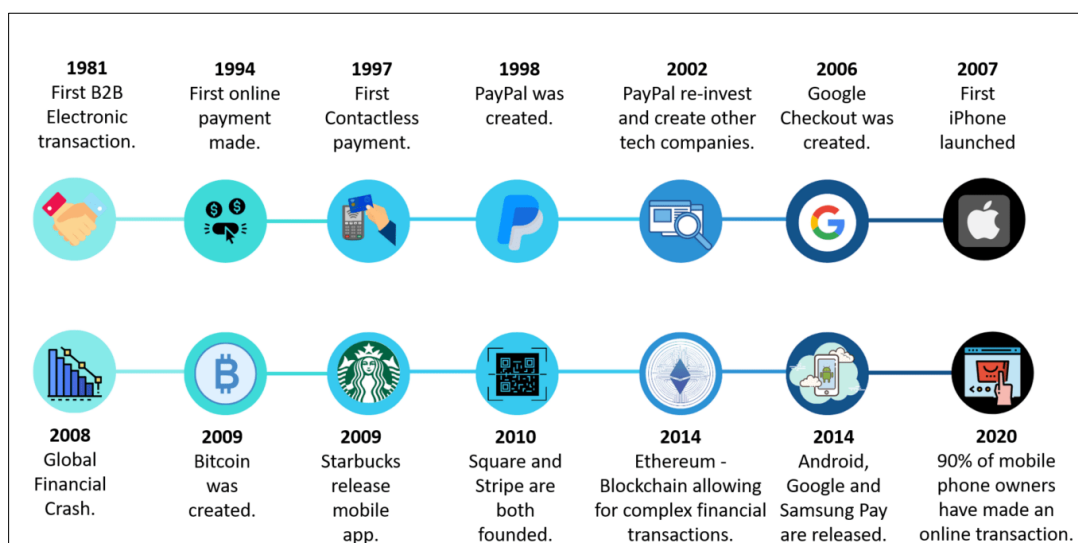 1981
First B2B
Electronic
transaction.
1994
First online
payment
made.
1997
First
Contactless
payment.
1998
PayPal was
created.
2002
PayPal re-invest
and create other
tech companies.
2006
Google
Checkout was
created.
2007
First
iPhone
launched
2008
Global
Financial
Crash.
2009
Bitcoin
was
created.
2009
Starbucks
release
mobile
app.
2010
Square and
Stripe are
both
founded.
2014
Ethereum -
Blockchain allowing
for complex financial
transactions.
2014
Android,
Google and
Samsung Pay
are released.
2020
90% of mobile
phone owners
have made an
online transaction.